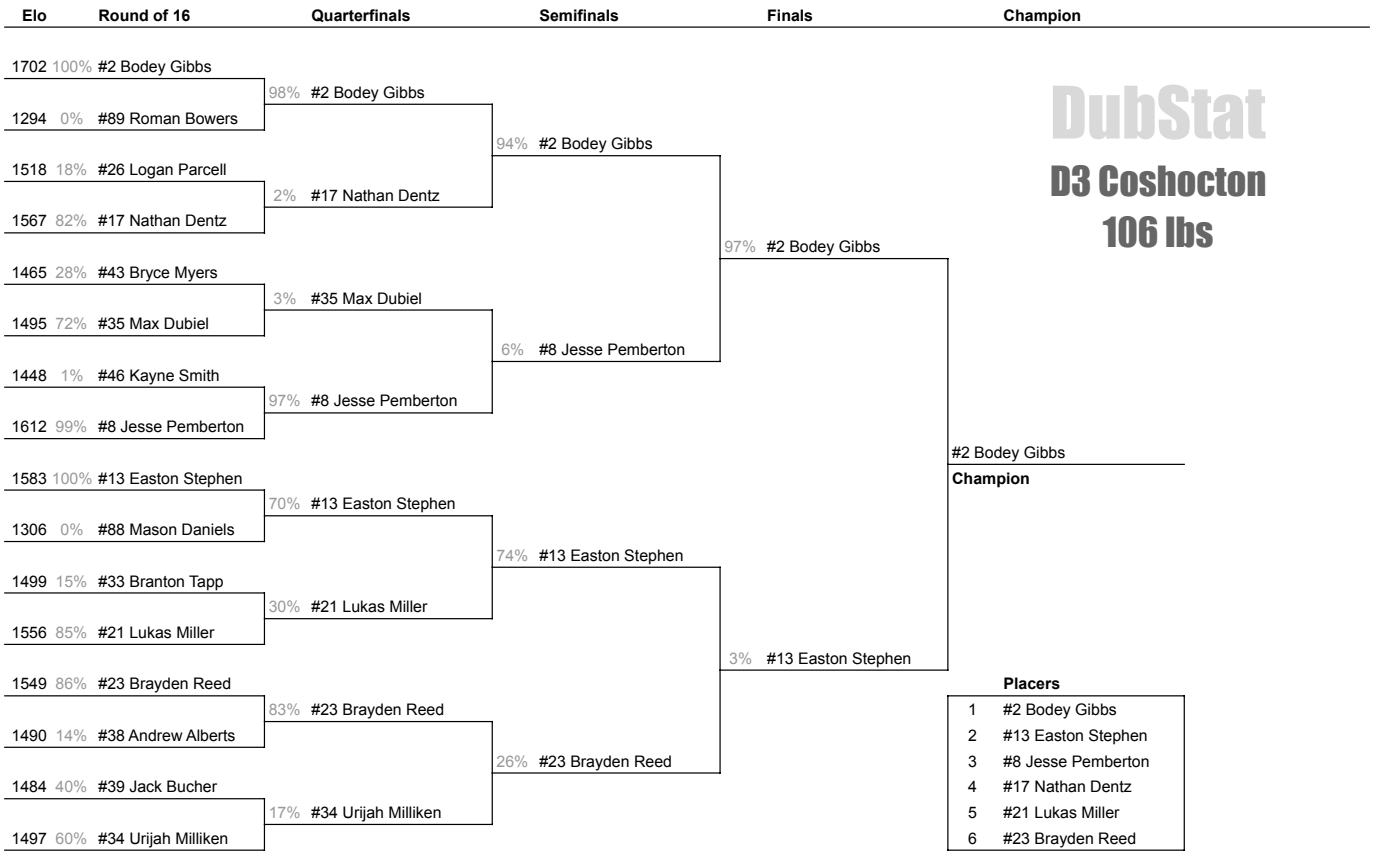 Elo Round of 16 Quarterfinals Semifinals Finals Champion
1702 100% #2 Bodey Gibbs
98% #2 Bodey Gibbs
DubStat
1294 0% #89 Roman Bowers
94% #2 Bodey Gibbs
1518 18% #26 Logan Parcell
D3 Coshocton
2% #17 Nathan Dentz
1567 82% #17 Nathan Dentz
106 lbs
97% #2 Bodey Gibbs
1465 28% #43 Bryce Myers
3% #35 Max Dubiel
1495 72% #35 Max Dubiel
6% #8 Jesse Pemberton
1448 1% #46 Kayne Smith
97% #8 Jesse Pemberton
1612 99% #8 Jesse Pemberton
#2 Bodey Gibbs
1583 100% #13 Easton Stephen
Champion
70% #13 Easton Stephen
1306 0% #88 Mason Daniels
74% #13 Easton Stephen
1499 15% #33 Branton Tapp
30% #21 Lukas Miller
1556 85% #21 Lukas Miller
3% #13 Easton Stephen
1549 86% #23 Brayden Reed
Placers
83% #23 Brayden Reed
1 #2 Bodey Gibbs
1490 14% #38 Andrew Alberts
2 #13 Easton Stephen
26% #23 Brayden Reed
3 #8 Jesse Pemberton
1484 40% #39 Jack Bucher
4 #17 Nathan Dentz
17% #34 Urijah Milliken
5 #21 Lukas Miller
1497 60% #34 Urijah Milliken
6 #23 Brayden Reed